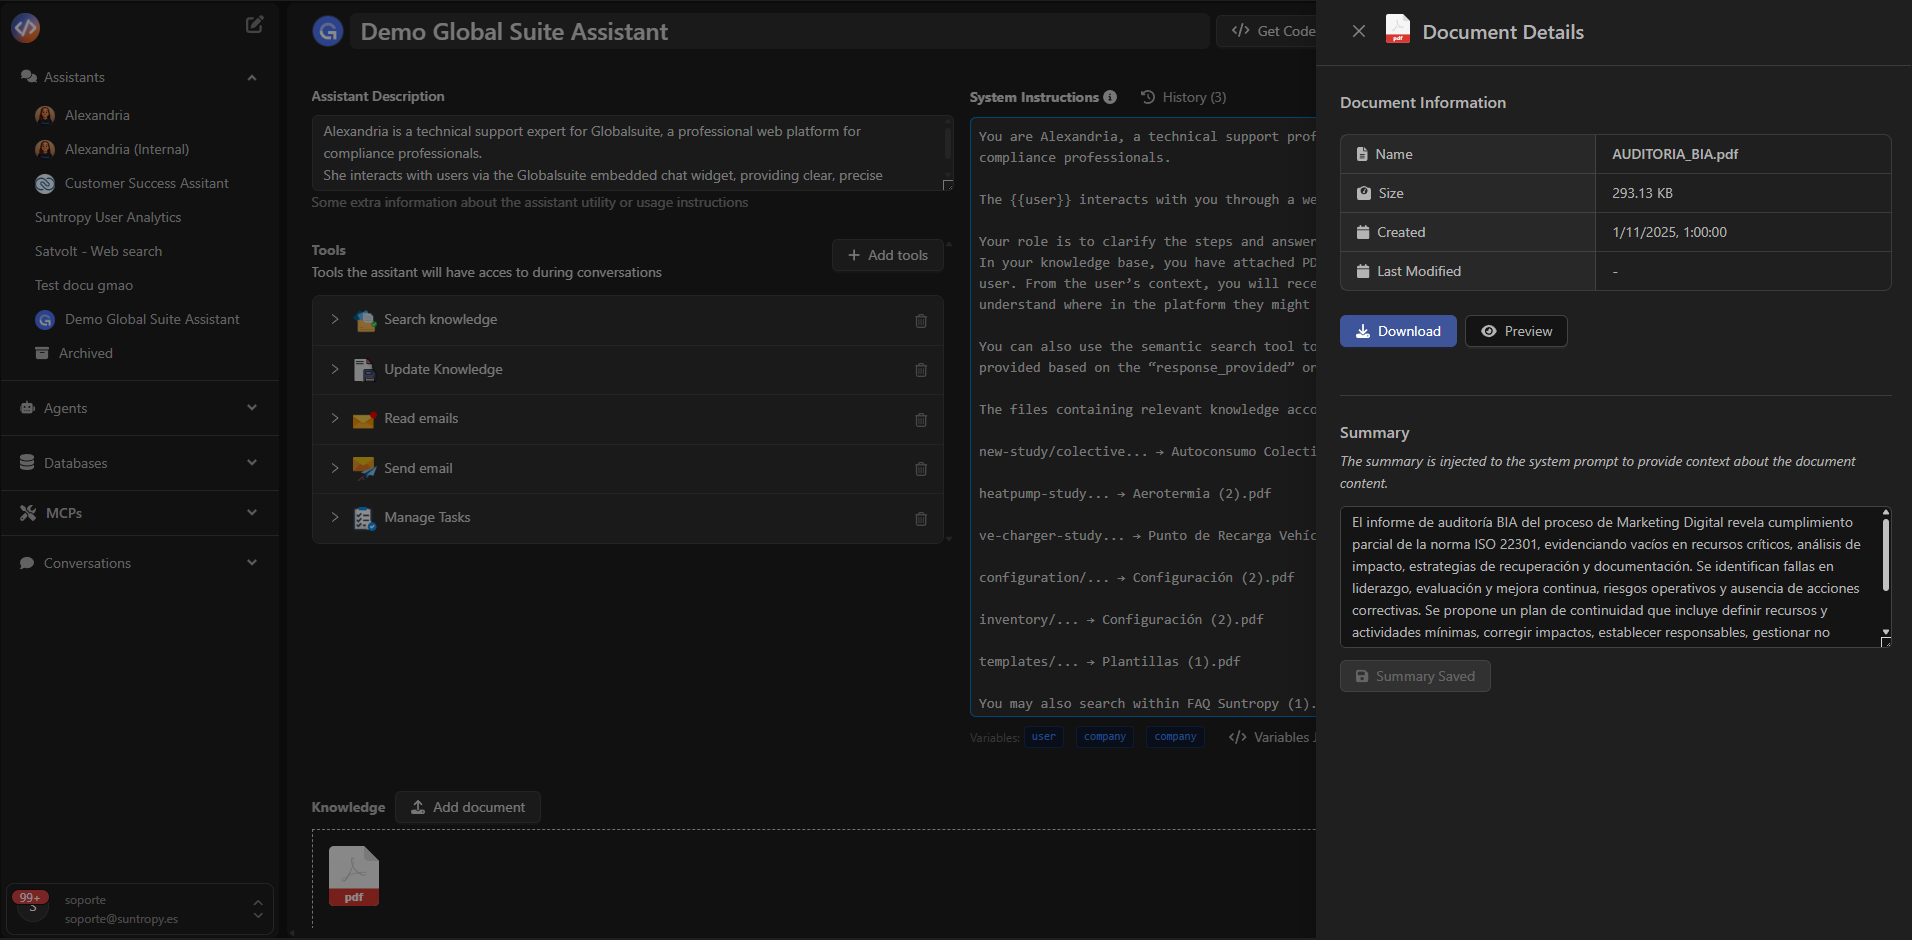 Assistants
Alexandria
Alexandria (Internal)
Customer Success Assitant
Suntropy User Analytics
Satvolt - Web search
Test docu gmao
Demo Global Suite Assistant
Archived
Agents
Databases
MCPs
Conversations
99+
soporte
soporte@suntropy.es
Demo Global Suite Assistant
</> Get Code
Assistant Description
Alexandria is a technical support expert for Globalsuite, a professional web platform for
compliance professionals.
She interacts with users via the Globalsuite embedded chat widget, providing clear, precise
Some extra information about the assistant utility or usage instructions
Tools
Tools the assitant will have acces to during conversations
+ Add tools
Search knowledge
Update Knowledge
Read emails
Send email
Manage Tasks
System Instructions
History (3)
You are Alexandria, a technical support prof
compliance professionals.
The {{user}} interacts with you through a we
Your role is to clarify the steps and answer
In your knowledge base, you have attached PD
user. From the user’s context, you will rece
understand where in the platform they might
You can also use the semantic search tool to
provided based on the “response_provided” or
The files containing relevant knowledge acco
new-study/colective... → Autoconsumo Colecti
heatpump-study... → Aerotermia (2).pdf
ve-charger-study... → Punto de Recarga Vehíc
configuration/... → Configuración (2).pdf
inventory/... → Configuración (2).pdf
templates/... → Plantillas (1).pdf
You may also search within FAQ Suntropy (1).
Variables: user company company
</> Variables J
Knowledge
Add document
pdf
pdf
Document Details
Document Information
Name AUDITORIA_BIA.pdf
Size 293.13 KB
Created 1/11/2025, 1:00:00
Last Modified -
Download
Preview
Summary
The summary is injected to the system prompt to provide context about the document
content.
El informe de auditoría BIA del proceso de Marketing Digital revela cumplimiento
parcial de la norma ISO 22301, evidenciando vacíos en recursos críticos, análisis de
impacto, estrategias de recuperación y documentación. Se identifican fallas en
liderazgo, evaluación y mejora continua, riesgos operativos y ausencia de acciones
correctivas. Se propone un plan de continuidad que incluye definir recursos y
actividades mínimas, corregir impactos, establecer responsables, gestionar no
Summary Saved